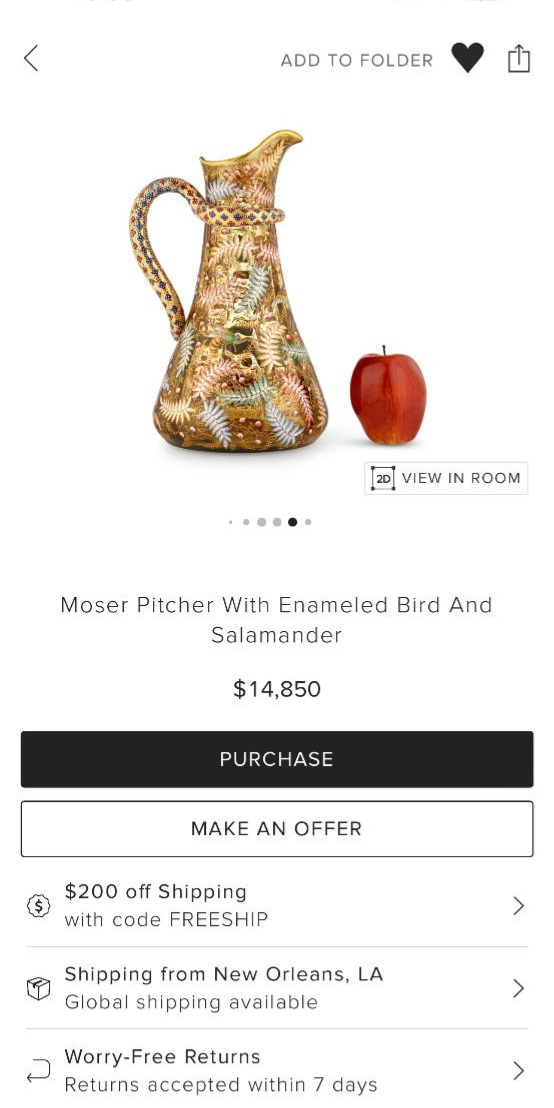 ADD TO FOLDER
2D VIEW IN ROOM
Moser Pitcher With Enameled Bird And
Salamander
$14,850
PURCHASE
MAKE AN OFFER
$200 off Shipping
with code FREESHIP
Shipping from New Orleans, LA
Global shipping available
Worry-Free Returns
Returns accepted within 7 days